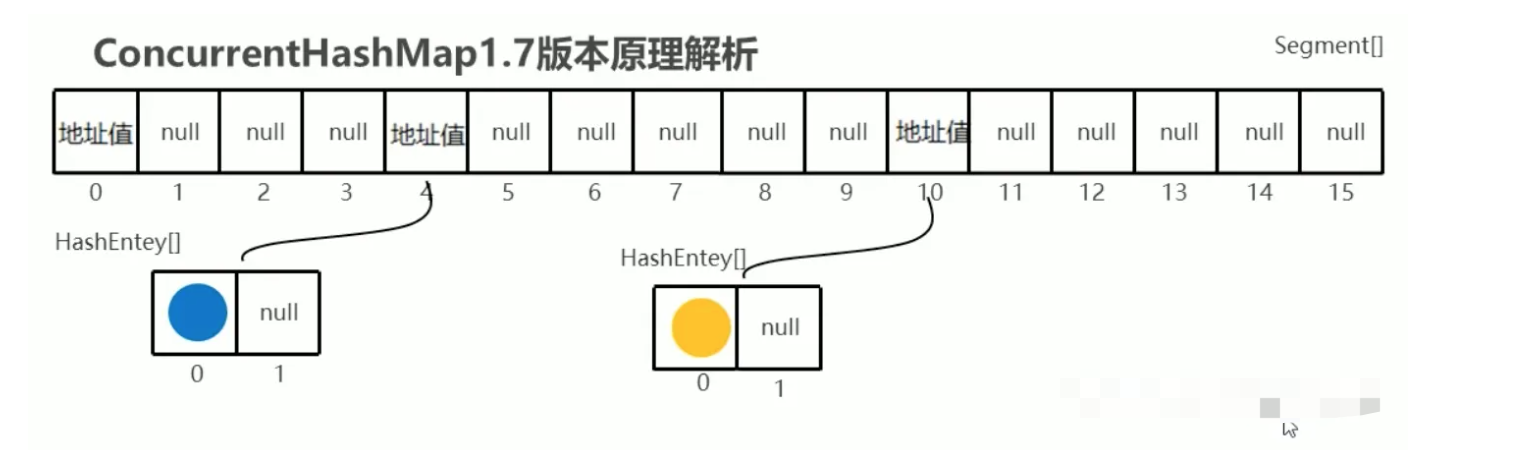 ConcurrentHashMap1.7版本原理解析
Segment[]
地址值 null null null 地址值 null null null null null 地址值 null null null null null
0 1 2 3 4 5 6 7 8 9 10 11 12 13 14 15
HashEntey[]
HashEntey[]
null
null
0 1
0 1